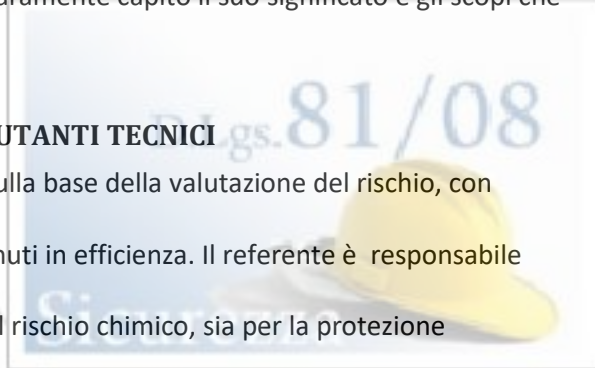 aramente capito il suo significato e gli scopi che
D.Lgs. 81/08
UTANTI TECNICI
ulla base della valutazione del rischio, con
nuti in efficienza. Il referente è responsabile
l rischio chimico, sia per la protezione
Sicurezza